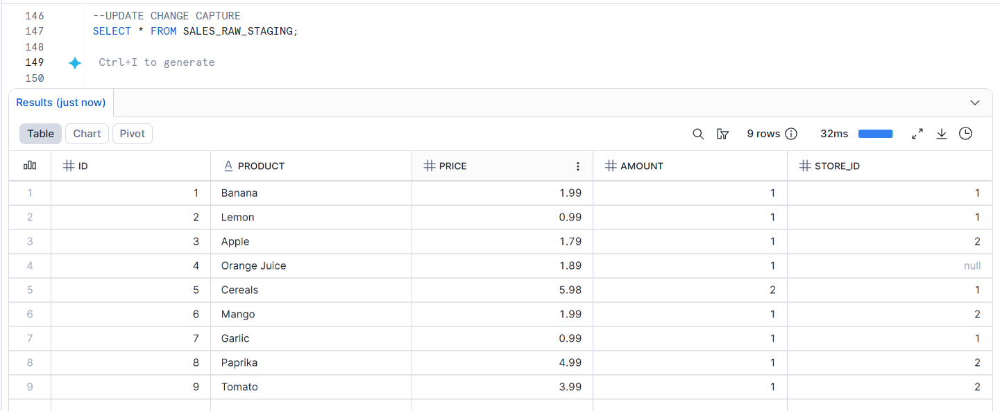 146 --UPDATE CHANGE CAPTURE
147 SELECT * FROM SALES_RAW_STAGING;
148
149 Ctrl+I to generate
150
Results (just now)
Table Chart Pivot 9 rows 32ms
ID PRODUCT PRICE AMOUNT STORE_ID
1 1 Banana 1.99 1 1
2 2 Lemon 0.99 1 1
3 3 Apple 1.79 1 2
4 4 Orange Juice 1.89 1 null
5 5 Cereals 5.98 2 1
6 6 Mango 1.99 1 2
7 7 Garlic 0.99 1 1
8 8 Paprika 4.99 1 2
9 9 Tomato 3.99 1 2